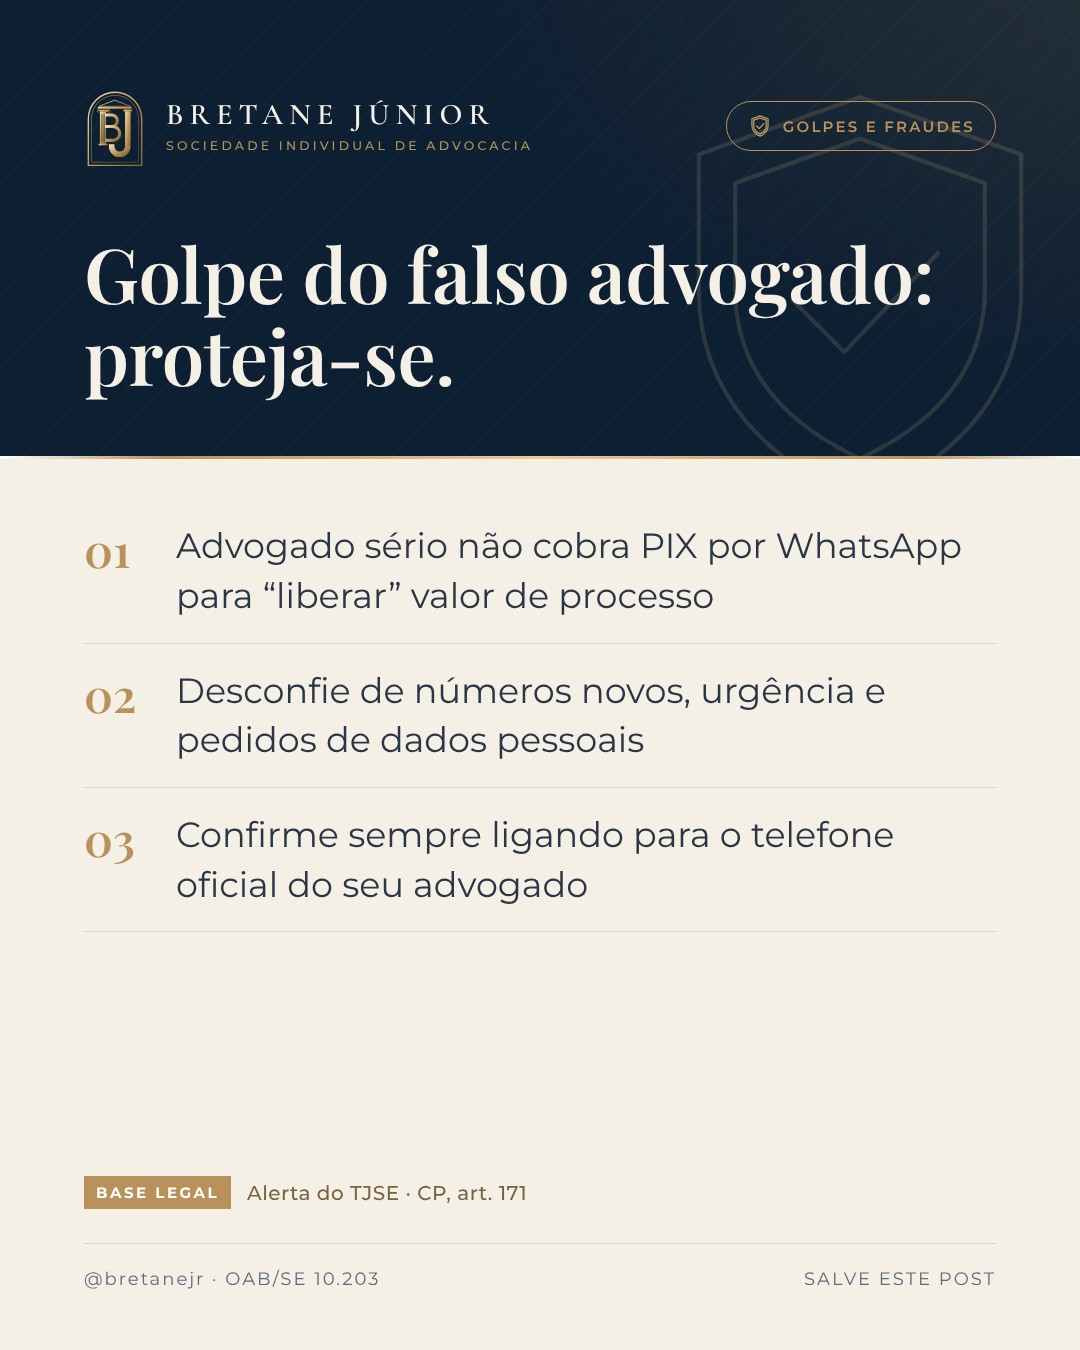 BRETANE JÚNIOR
SOCIEDADE INDIVIDUAL DE ADVOCACIA
GOLPES E FRAUDES
Golpe do falso advogado:
proteja-se.
01
Advogado sério não cobra PIX por WhatsApp
para “liberar” valor de processo
02
Desconfie de números novos, urgência e
pedidos de dados pessoais
03
Confirme sempre ligando para o telefone
oficial do seu advogado
BASE LEGAL Alerta do TJSE · CP, art. 171
@bretanejr · OAB/SE 10.203
SALVE ESTE POST